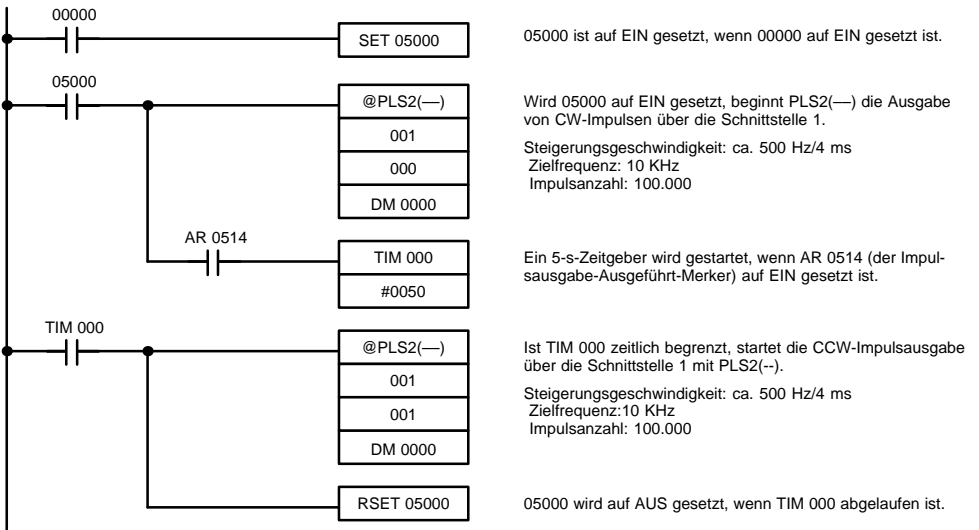 00000
SET 05000
05000 ist auf EIN gesetzt, wenn 00000 auf EIN gesetzt ist.
05000
@PLS2(––)
001
000
DM 0000
Wird 05000 auf EIN gesetzt, beginnt PLS2(––) die Ausgabe
von CW-Impulsen über die Schnittstelle 1.
Steigerungsgeschwindigkeit: ca. 500 Hz/4 ms
Zielfrequenz: 10 KHz
Impulsanzahl: 100.000
AR 0514
TIM 000
#0050
Ein 5-s-Zeitgeber wird gestartet, wenn AR 0514 (der Impul-
sausgabe-Ausgeführt-Merker) auf EIN gesetzt ist.
TIM 000
@PLS2(––)
001
001
DM 0000
Ist TIM 000 zeitlich begrenzt, startet die CCW-Impulsausgabe
über die Schnittstelle 1 mit PLS2(--).
Steigerungsgeschwindigkeit: ca. 500 Hz/4 ms
Zielfrequenz:10 KHz
Impulsanzahl: 100.000
RSET 05000
05000 wird auf AUS gesetzt, wenn TIM 000 abgelaufen ist.